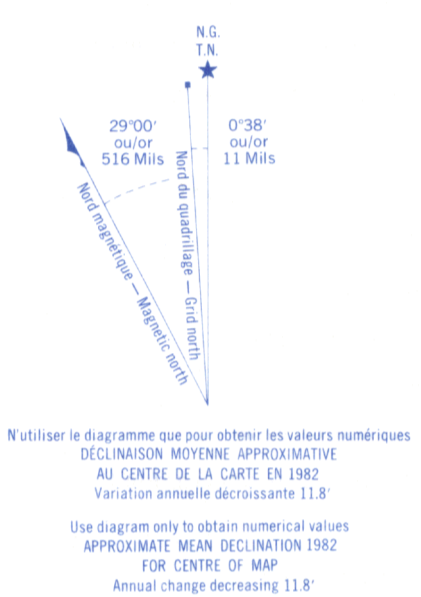 N.G.
T.N.
29°00'
ou/or
516 Mils
0°38'
ou/or
11 Mils
Nord magnétique — Magnetic north
Nord du quadrillage — Grid north
N'utiliser le diagramme que pour obtenir les valeurs numériques
DÉCLINAISON MOYENNE APPROXIMATIVE
AU CENTRE DE LA CARTE EN 1982
Variation annuelle décroissante 11.8'
Use diagram only to obtain numerical values
APPROXIMATE MEAN DECLINATION 1982
FOR CENTRE OF MAP
Annual change decreasing 11.8'